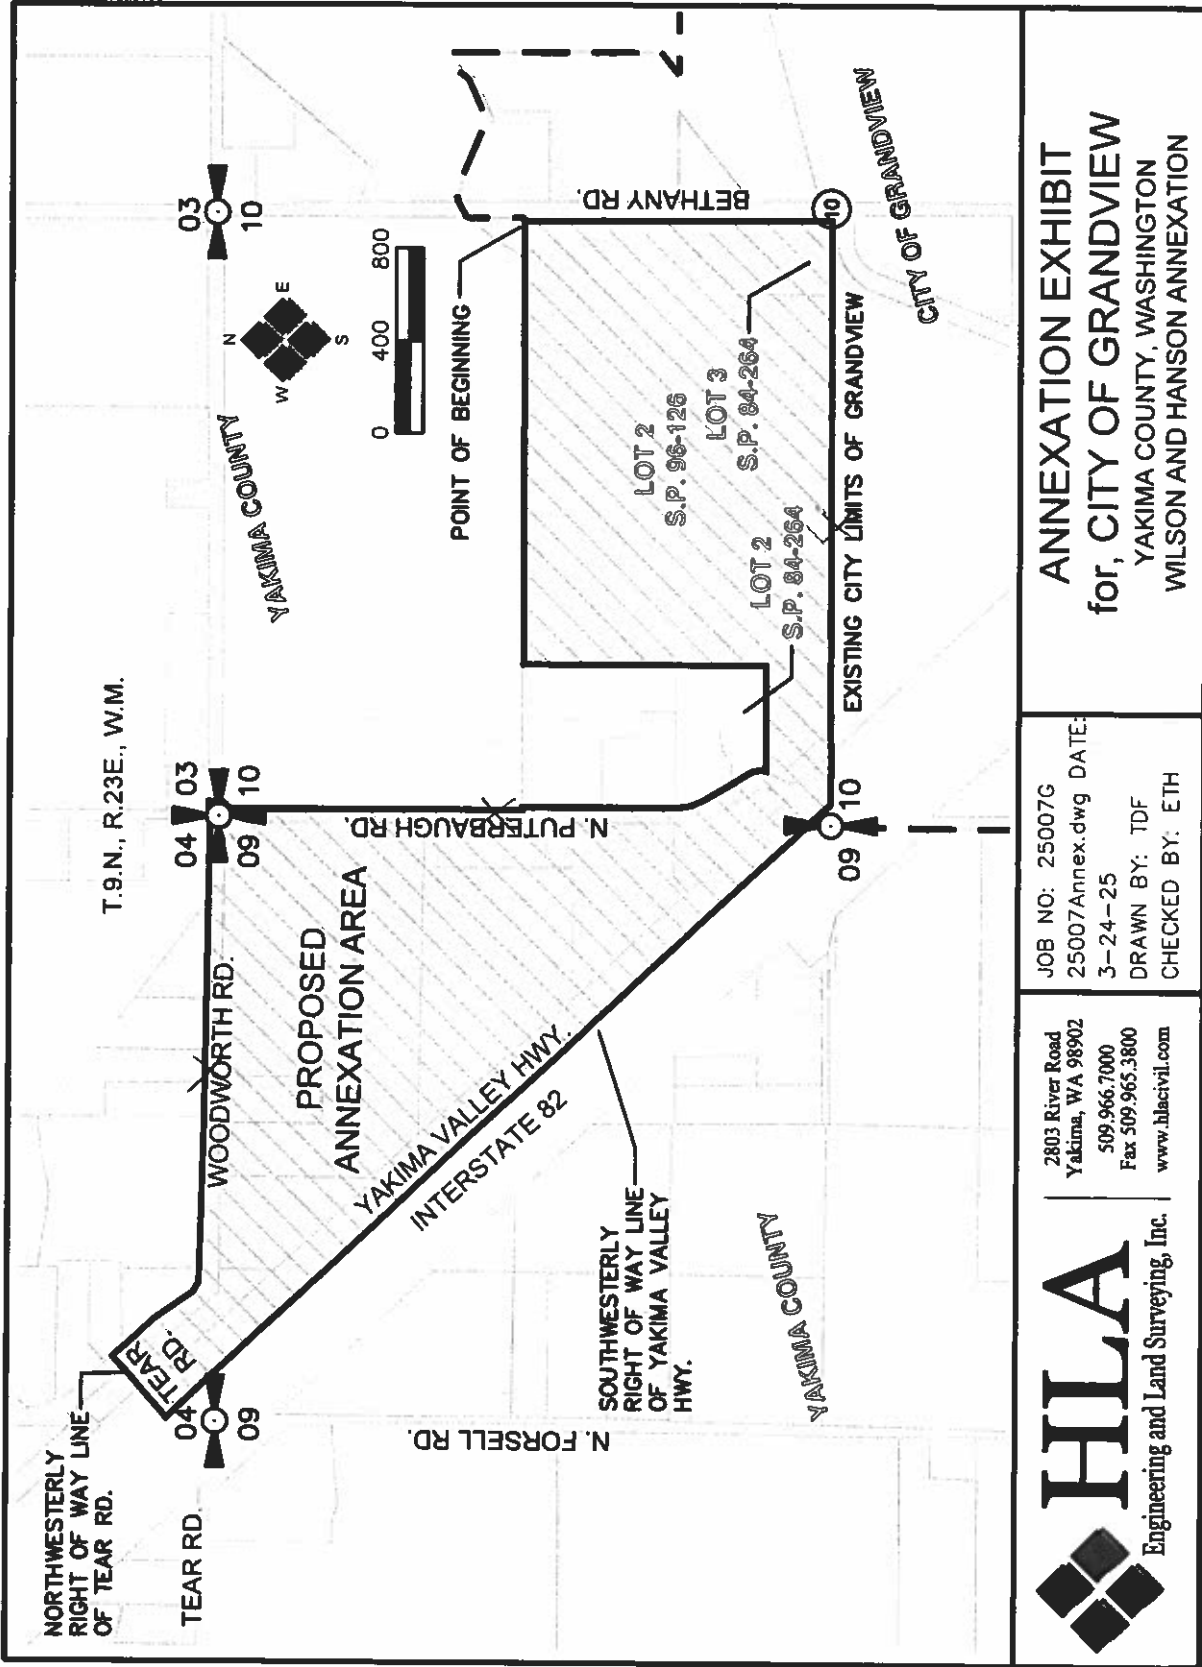 T.9.N., R.23E., W.M.
NORTHWESTERLY
RIGHT OF WAY LINE
OF TEAR RD.
TEAR RD.
TEAR
RD.
04
09
WOODWORTH RD.
04 03
09 10
03
10
YAKIMA COUNTY
N
E
S
W
0 400 800
POINT OF BEGINNING
PROPOSED
ANNEXATION AREA
N. PUTERBAUGH RD.
BETHANY RD.
YAKIMA VALLEY HWY.
INTERSTATE 82
LOT 2
S.P. 96-126
LOT 3
S.P. 84-264
LOT 2
S.P. 84-264
10
N. FORSELL RD.
SOUTHWESTERLY
RIGHT OF WAY LINE
OF YAKIMA VALLEY
HWY.
09 10
EXISTING CITY LIMITS OF GRANDVIEW
CITY OF GRANDVIEW
YAKIMA COUNTY
HLA
Engineering and Land Surveying, Inc.
2803 River Road
Yakima, WA 98902
509.966.7000
Fax 509.965.3800
www.hlacivil.com
JOB NO: 25007G
25007Annex.dwg DATE:
3-24-25
DRAWN BY: TDF
CHECKED BY: ETH
ANNEXATION EXHIBIT
for, CITY OF GRANDVIEW
YAKIMA COUNTY, WASHINGTON
WILSON AND HANSON ANNEXATION